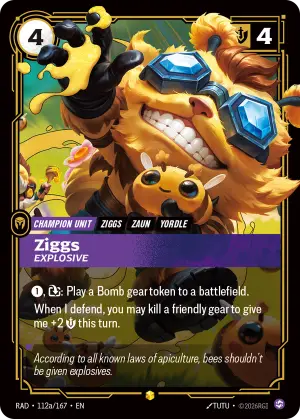 4
4
CHAMPION UNIT ZIGGS ZAUN YORDLE
Ziggs
EXPLOSIVE
1, : Play a Bomb gear token to a battlefield.
When I defend, you may kill a friendly gear to give
me +2 this turn.
According to all known laws of apiculture, bees shouldn't
be given explosives.
RAD • 112a/167 • EN
TUTU ©2026RGI